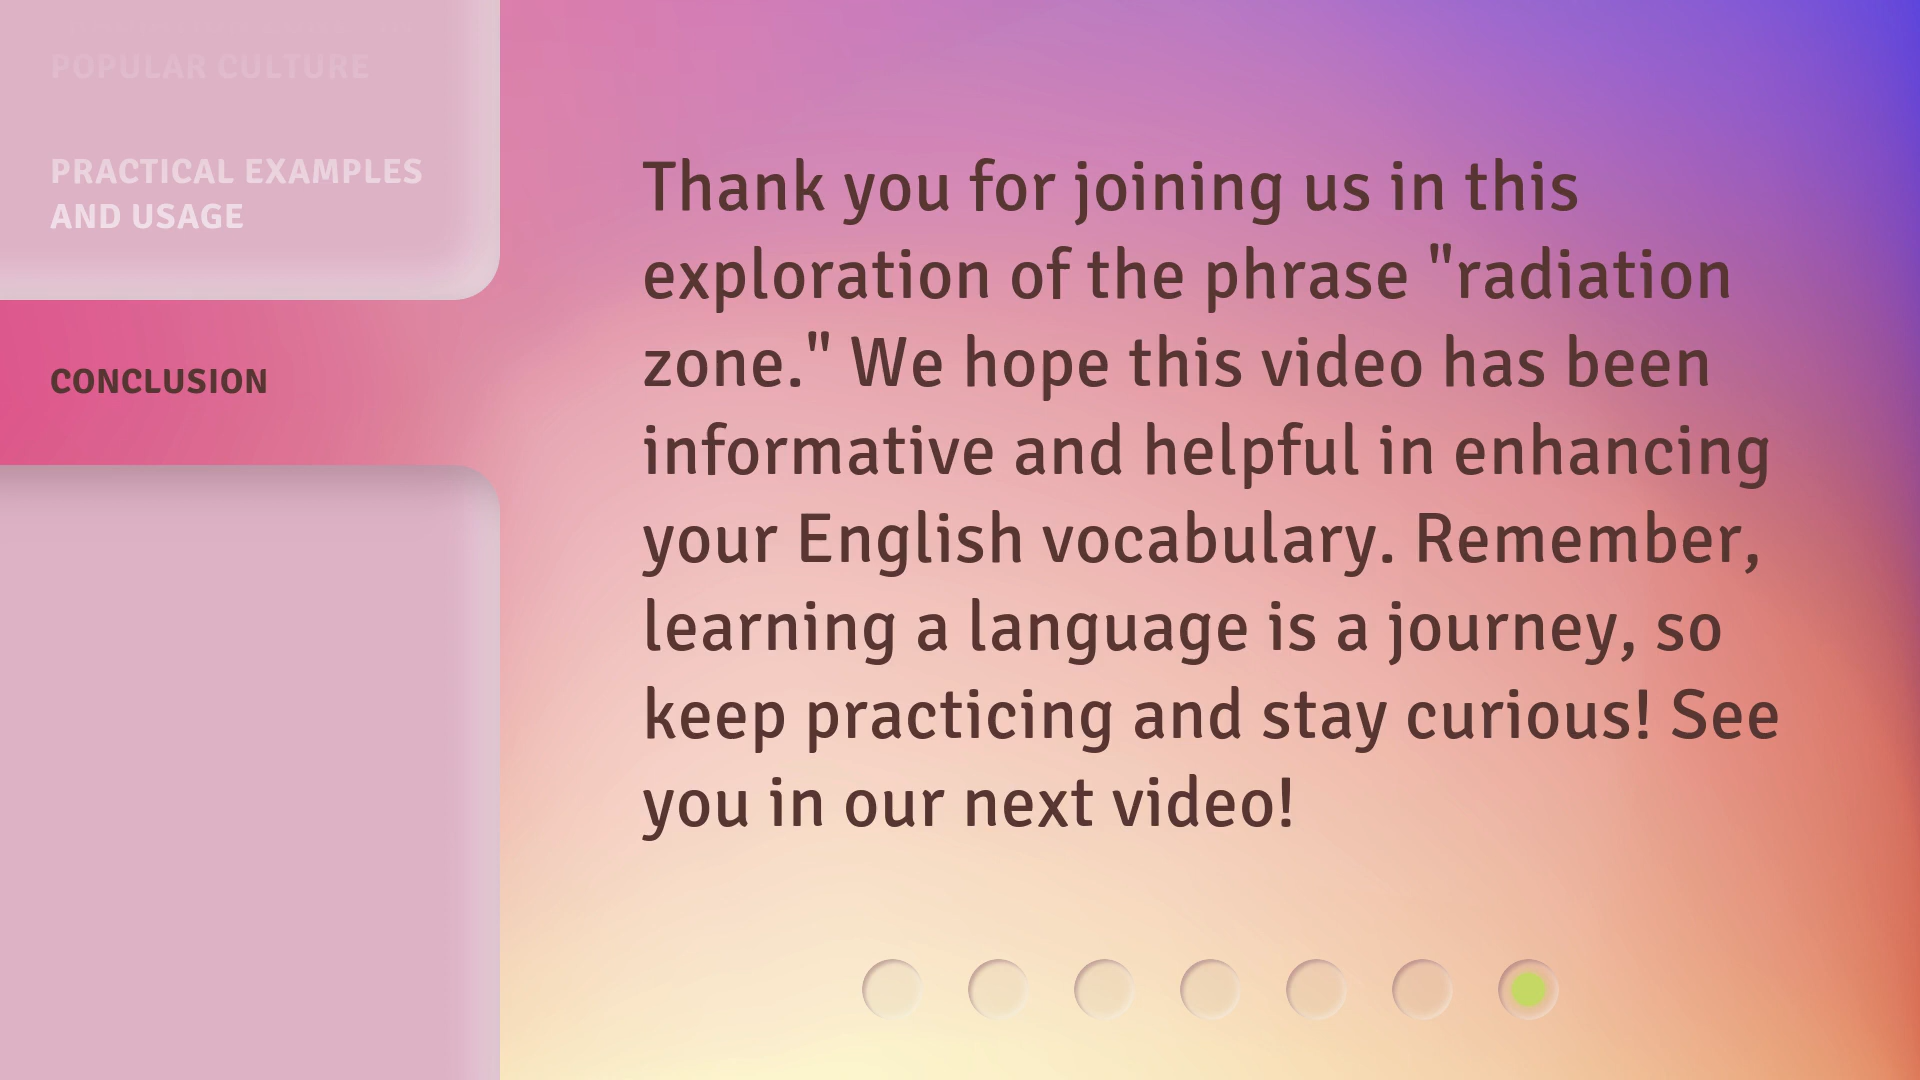 POPULAR CULTURE
PRACTICAL EXAMPLES
AND USAGE
CONCLUSION
Thank you for joining us in this
exploration of the phrase "radiation
zone." We hope this video has been
informative and helpful in enhancing
your English vocabulary. Remember,
learning a language is a journey, so
keep practicing and stay curious! See
you in our next video!